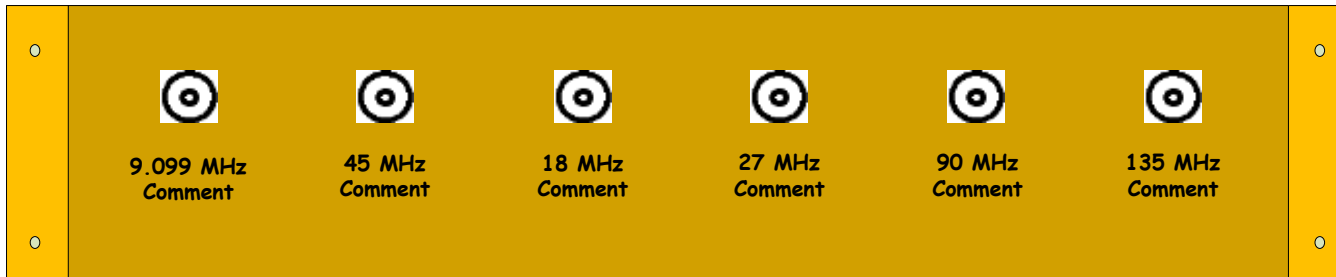 9.099 MHz
Comment
45 MHz
Comment
18 MHz
Comment
27 MHz
Comment
90 MHz
Comment
135 MHz
Comment